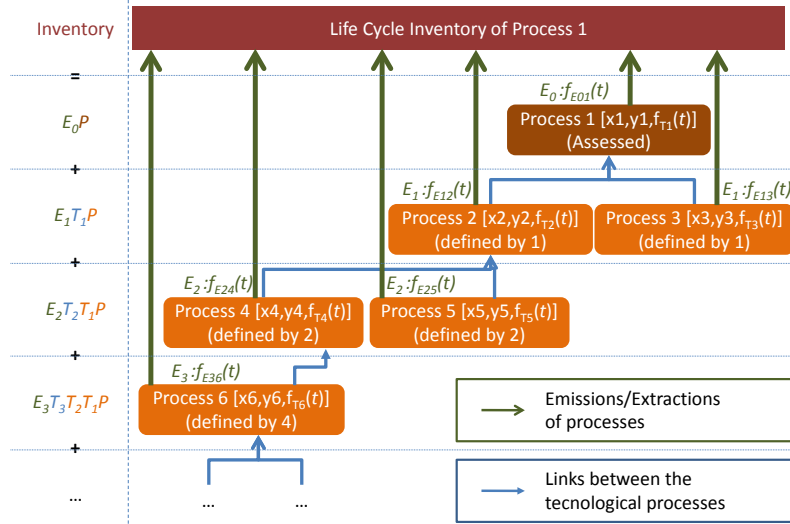 Inventory
Life Cycle Inventory of Process 1
=
E0:fE01(t)
E0P
Process 1 [x1,y1,fT1(t)]
(Assessed)
+
E1:fE12(t)
E1:fE13(t)
E1T1P
Process 2 [x2,y2,fT2(t)]
(defined by 1)
Process 3 [x3,y3,fT3(t)]
(defined by 1)
+
E2:fE24(t)
E2:fE25(t)
E2T2T1P
Process 4 [x4,y4,fT4(t)]
(defined by 2)
Process 5 [x5,y5,fT5(t)]
(defined by 2)
+
E3:fE36(t)
E3T3T2T1P
Process 6 [x6,y6,fT6(t)]
(defined by 4)
+
...
...
...
Emissions/Extractions
of processes
Links between the
tecnological processes